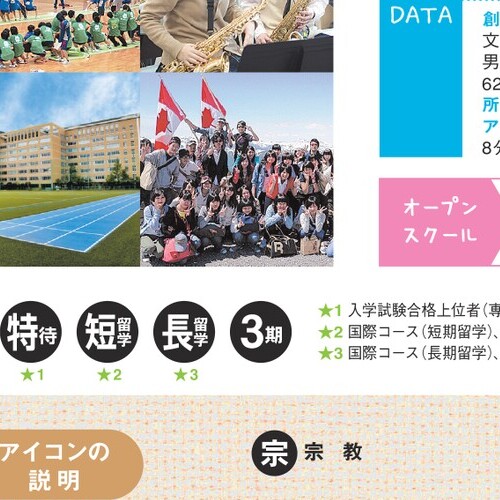 DATA
創
文
男
62
所
ア
8分
オープン
スクール
特待
短留学
長留学
3期
★1
★2
★3
★1 入学試験合格上位者(専
★2 国際コース(短期留学)、
★3 国際コース(長期留学)、
アイコンの
説明
宗 宗 教